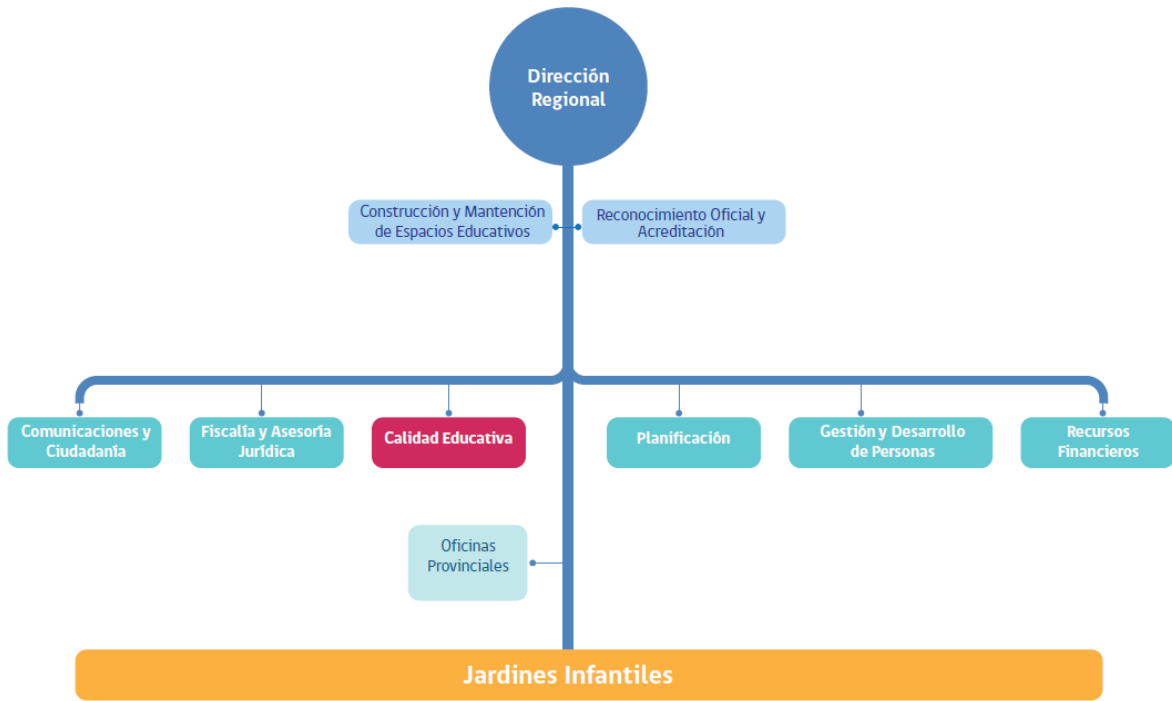 Dirección
Regional
Construcción y Mantención
de Espacios Educativos
Reconocimiento Oficial y
Acreditación
Comunicaciones y
Ciudadanía
Fiscalía y Asesoría
Jurídica
Calidad Educativa
Planificación
Gestión y Desarrollo
de Personas
Recursos
Financieros
Oficinas
Provinciales
Jardines Infantiles